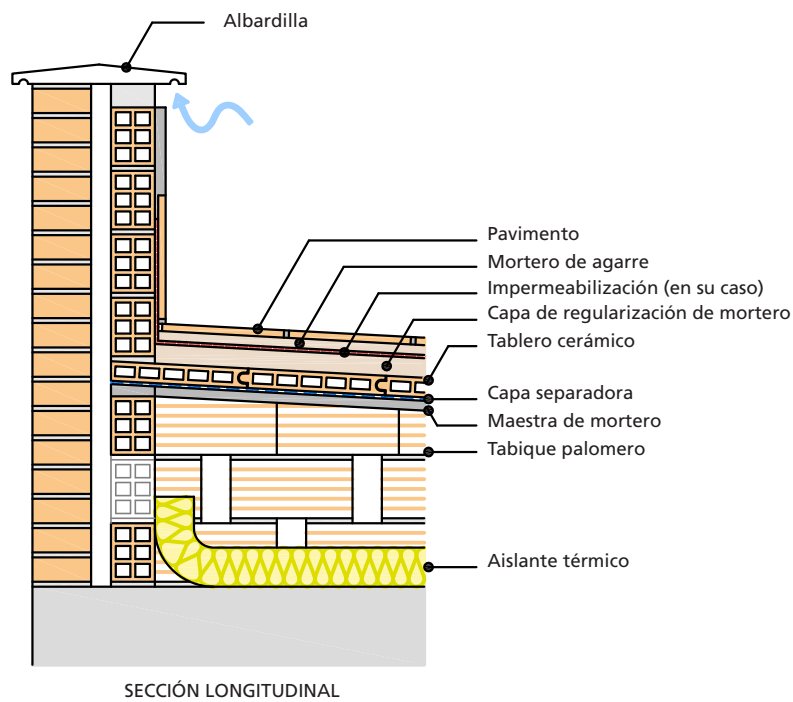 Albardilla
Pavimento
Mortero de agarre
Impermeabilización (en su caso)
Capa de regularización de mortero
Tablero cerámico
Capa separadora
Maestra de mortero
Tabique palomero
Aislante térmico
SECCIÓN LONGITUDINAL